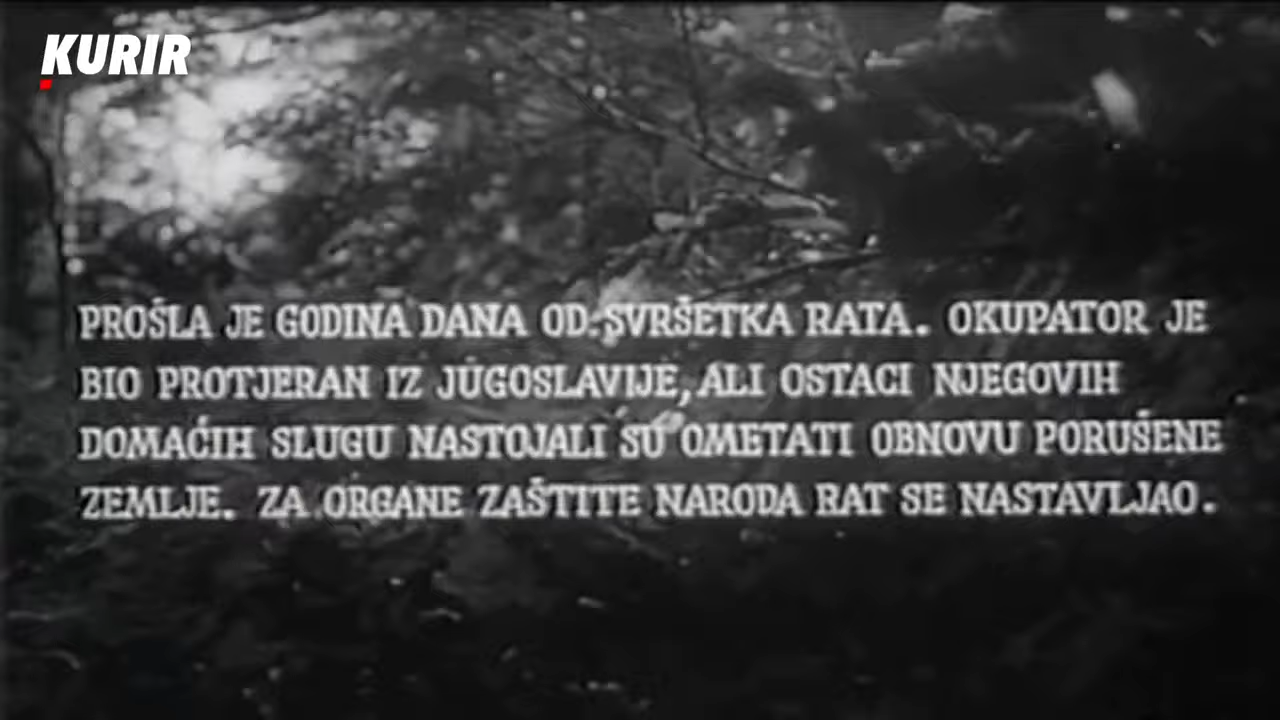 KURIR
PROŠLA JE GODINA DANA OD SVRŠETKA RATA. OKUPATOR JE
BIO PROTJERAN IZ JUGOSLAVIJE, ALI OSTACI NJEGOVIH
DOMAĆIH SLUGU NASTOJALI SU OMETATI OBNOVU PORUŠENE
ZEMLJE. ZA ORGANE ZAŠTITE NARODA RAT SE NASTAVLJAO.